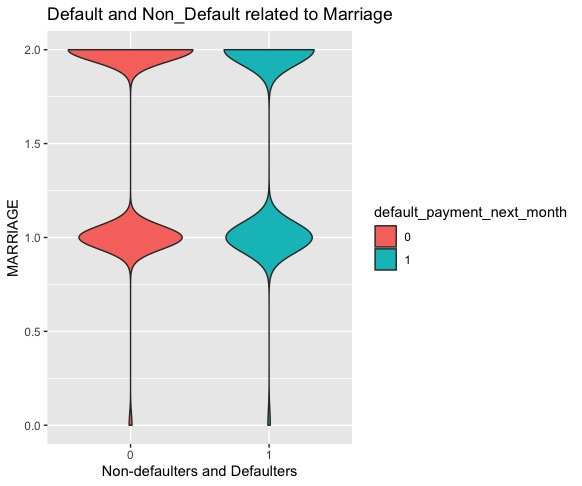 Default and Non_Default related to Marriage
2.0
1.5
1.0
0.5
0.0
MARRIAGE
0
1
Non-defaulters and Defaulters
default_payment_next_month
0
1